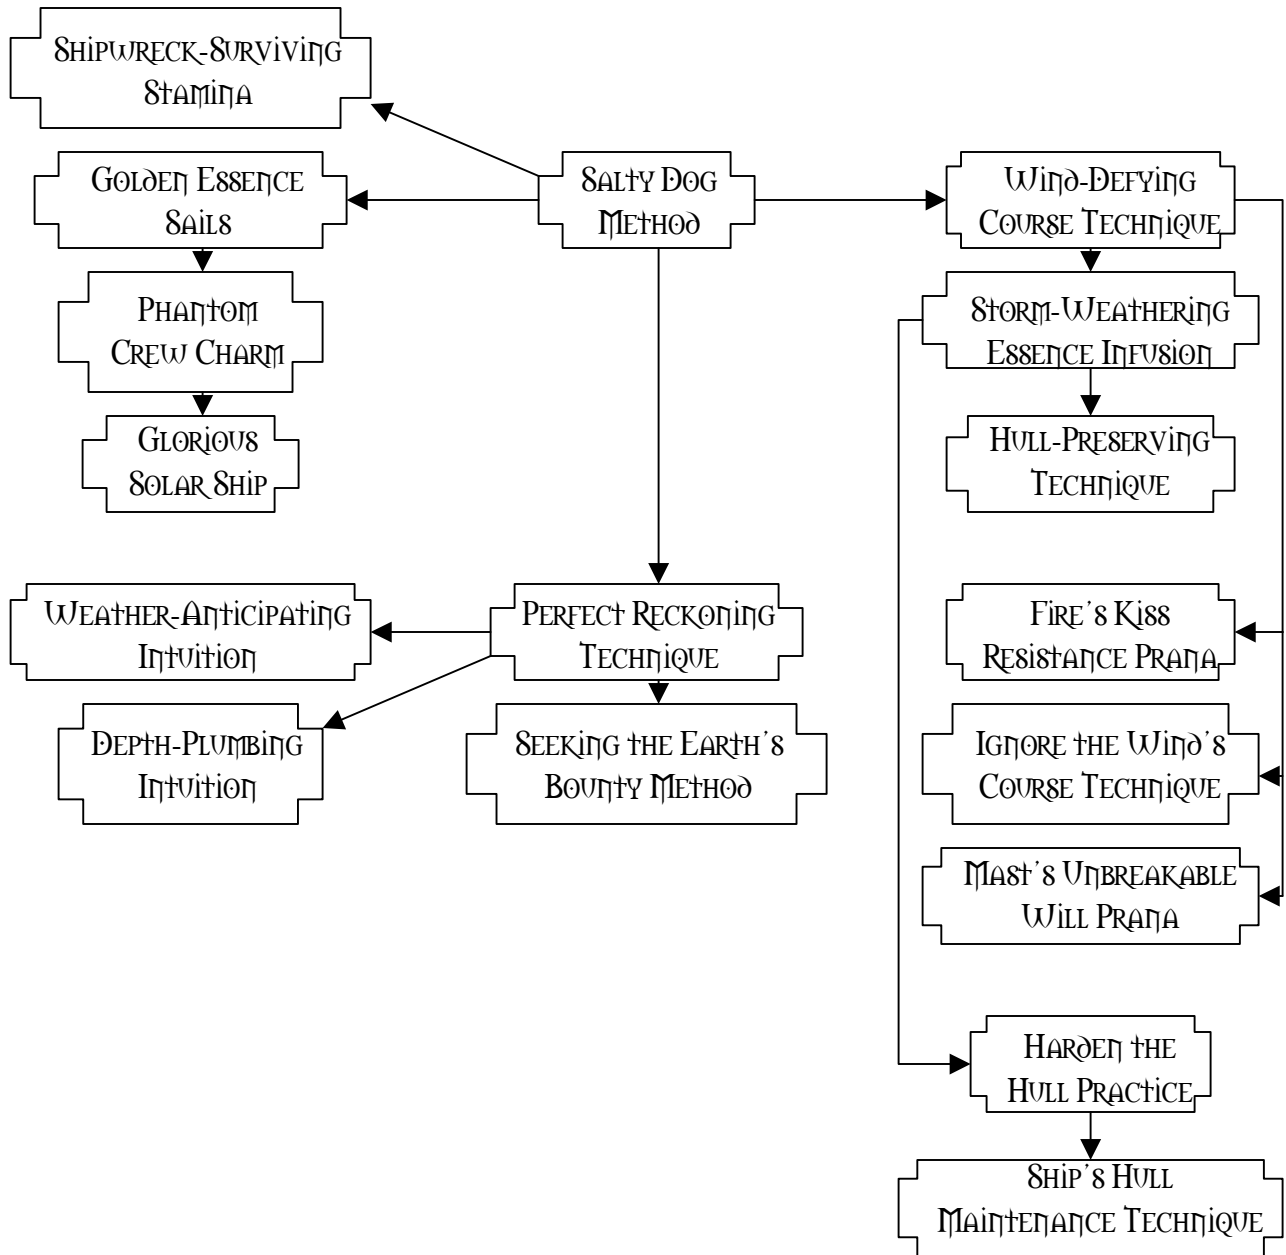 Shipwreck-Surviving
Stamina
Golden Essence
Sails
Salty Dog
Method
Wind-Defying
Course Technique
Phantom
Crew Charm
Storm-Weathering
Essence Infusion
Glorious
Solar Ship
Hull-Preserving
Technique
Weather-Anticipating
Intuition
Perfect Reckoning
Technique
Fire's Kiss
Resistance Prana
Depth-Plumbing
Intuition
Seeking the Earth's
Bounty Method
Ignore the Wind's
Course Technique
Mast's Unbreakable
Will Prana
Harden the
Hull Practice
Ship's Hull
Maintenance Technique